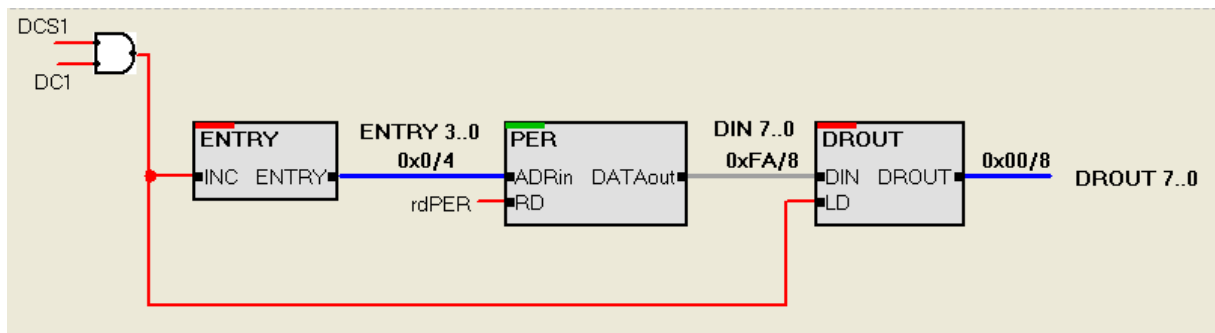 DCS1
DC1
ENTRY
INC ENTRY
ENTRY 3..0
0x0/4
PER
ADRin DATAout
rdPER
RD
DIN 7..0
0xFA/8
DROUT
DIN DROUT
LD
0x00/8
DROUT 7..0